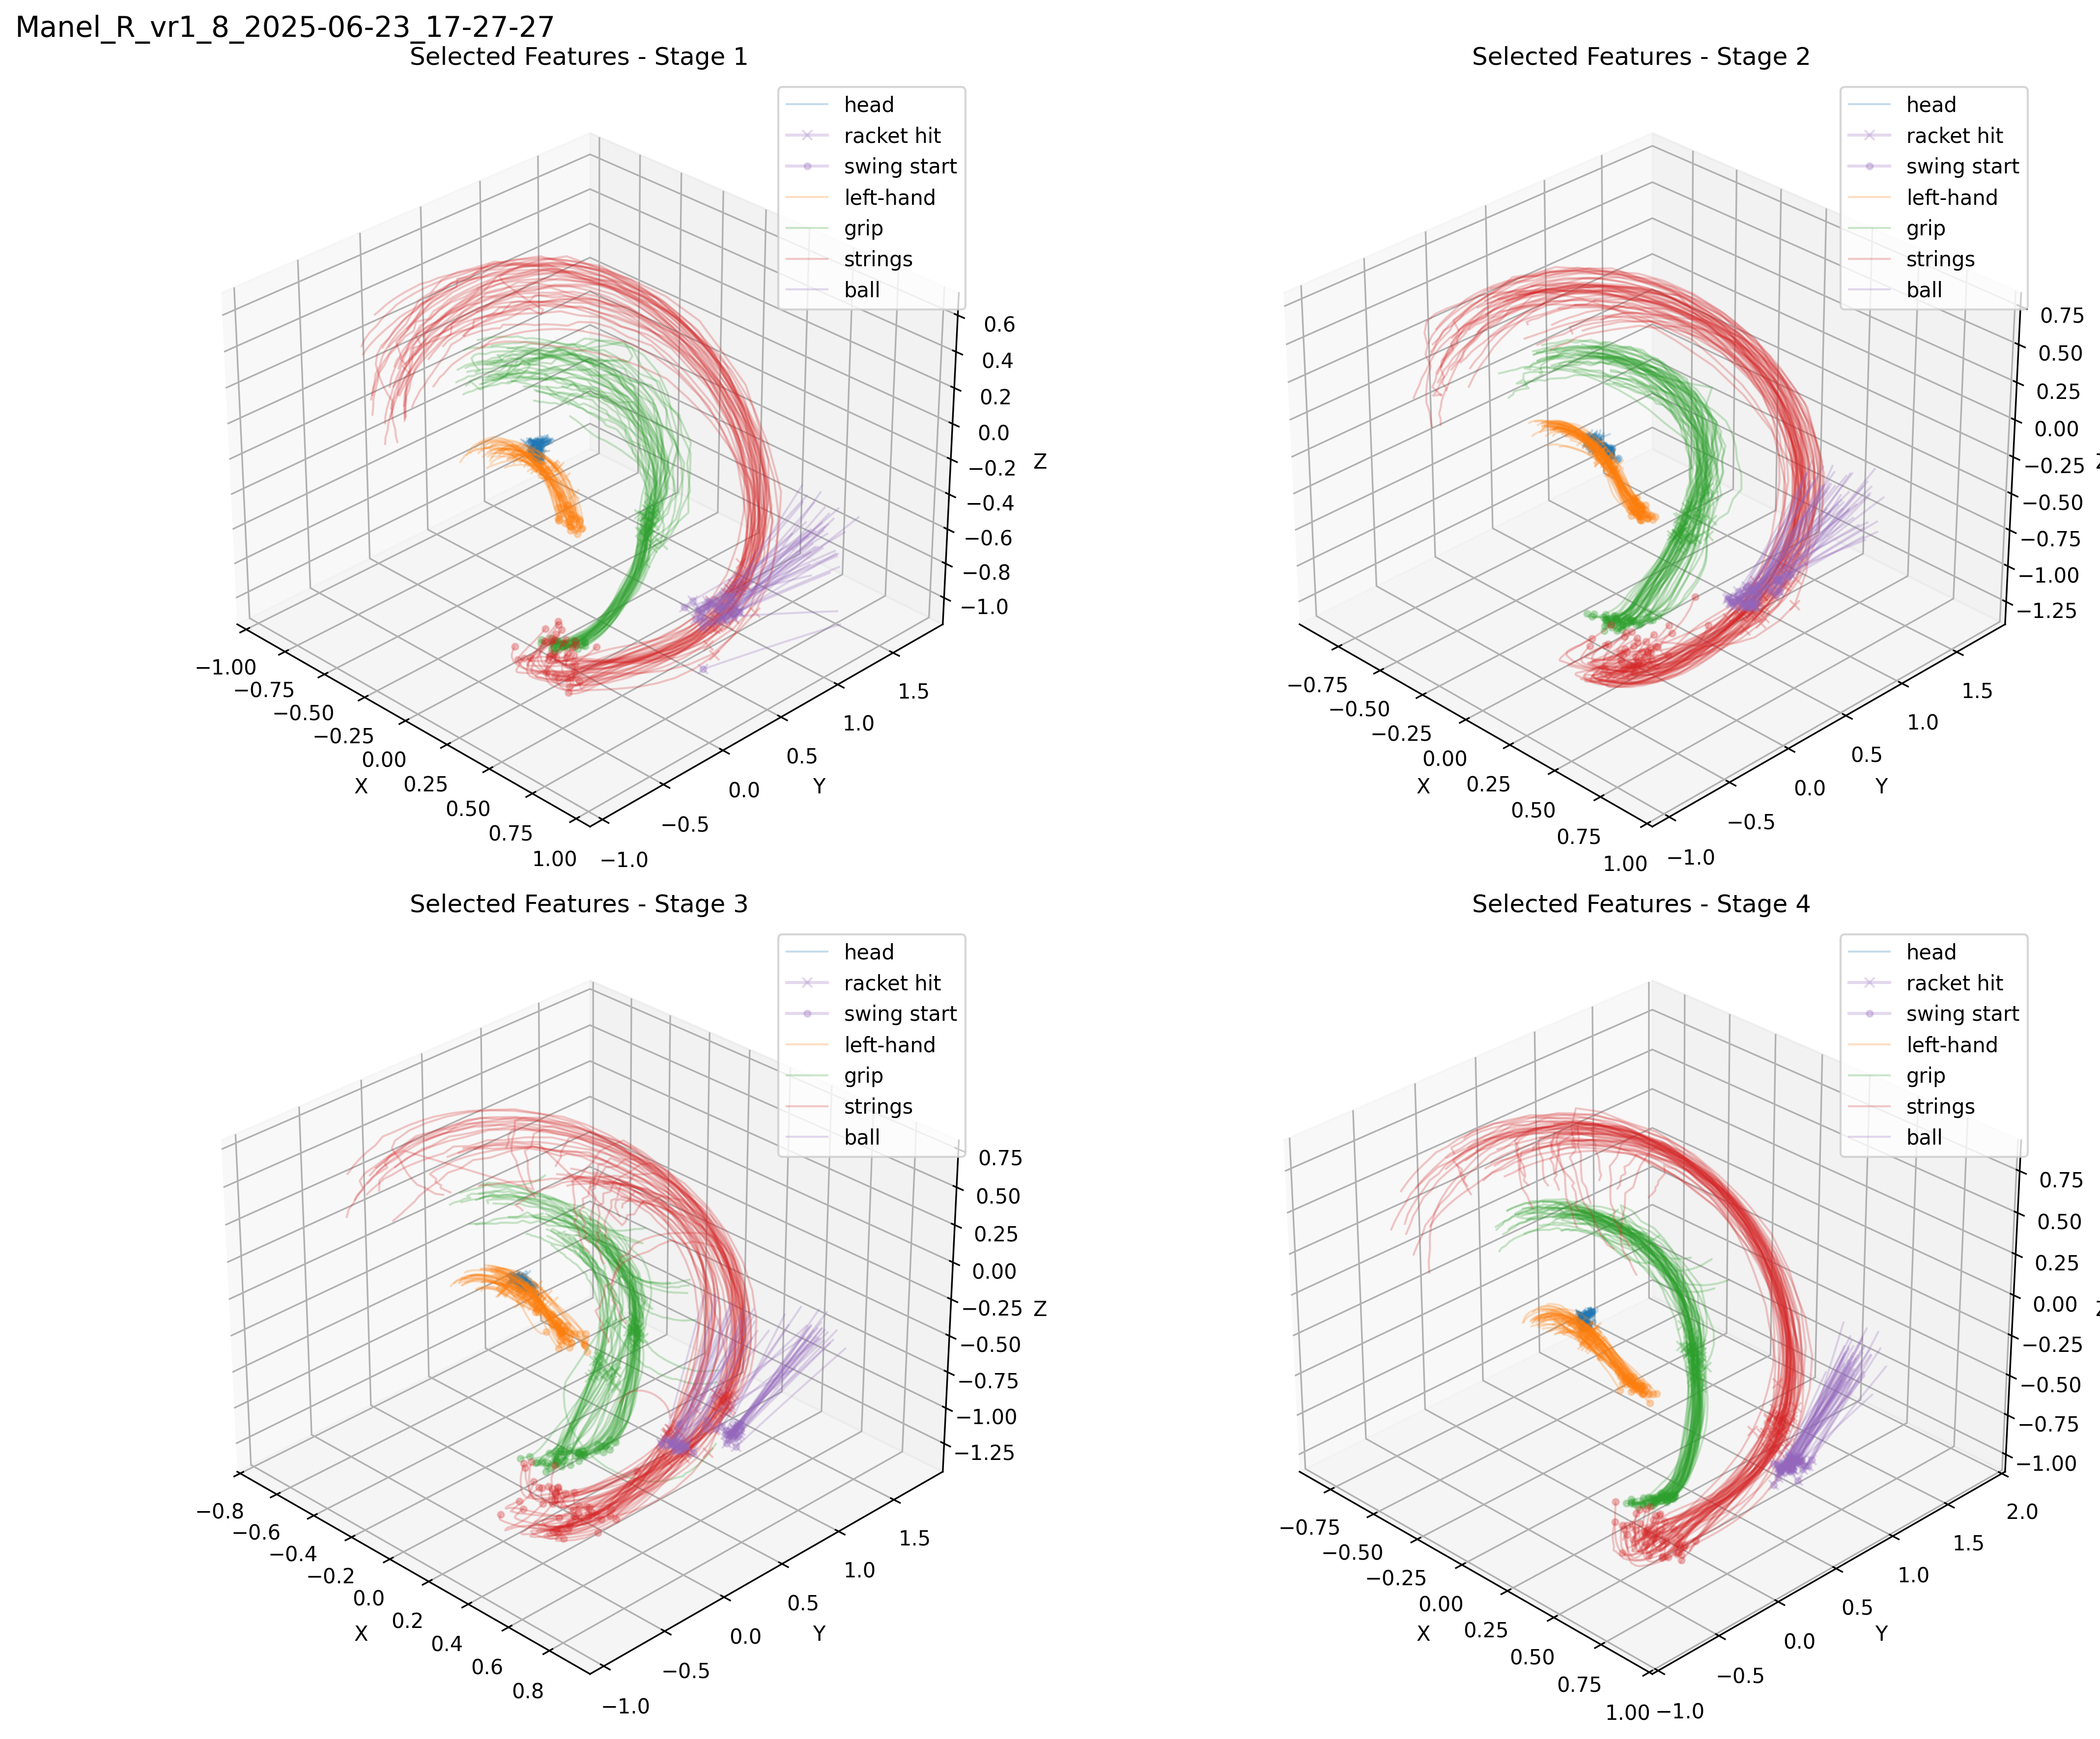 Manel_R_vr1_8_2025-06-23_17-27-27
Selected Features - Stage 1
head
racket hit
swing start
left-hand
grip
strings
ball
0.6
0.4
0.2
0.0
−0.2
−0.4
−0.6
−0.8
−1.0
Z
−1.00
−0.75
−0.50
−0.25
0.00
0.25
0.50
0.75
1.00
X
−1.0
−0.5
0.0
0.5
1.0
1.5
Y
Selected Features - Stage 2
head
racket hit
swing start
left-hand
grip
strings
ball
0.75
0.50
0.25
0.00
−0.25
−0.50
−0.75
−1.00
−1.25
−0.75
−0.50
−0.25
0.00
0.25
0.50
0.75
1.00
X
−1.0
−0.5
0.0
0.5
1.0
1.5
Y
Selected Features - Stage 3
head
racket hit
swing start
left-hand
grip
strings
ball
0.75
0.50
0.25
0.00
−0.25
−0.50
−0.75
−1.00
−1.25
Z
−0.8
−0.6
−0.4
−0.2
0.0
0.2
0.4
0.6
0.8
X
−1.0
−0.5
0.0
0.5
1.0
1.5
Y
Selected Features - Stage 4
head
racket hit
swing start
left-hand
grip
strings
ball
0.75
0.50
0.25
0.00
−0.25
−0.50
−0.75
−1.00
−0.75
−0.50
−0.25
0.00
0.25
0.50
0.75
1.00
X
−1.0
−0.5
0.0
0.5
1.0
1.5
2.0
Y